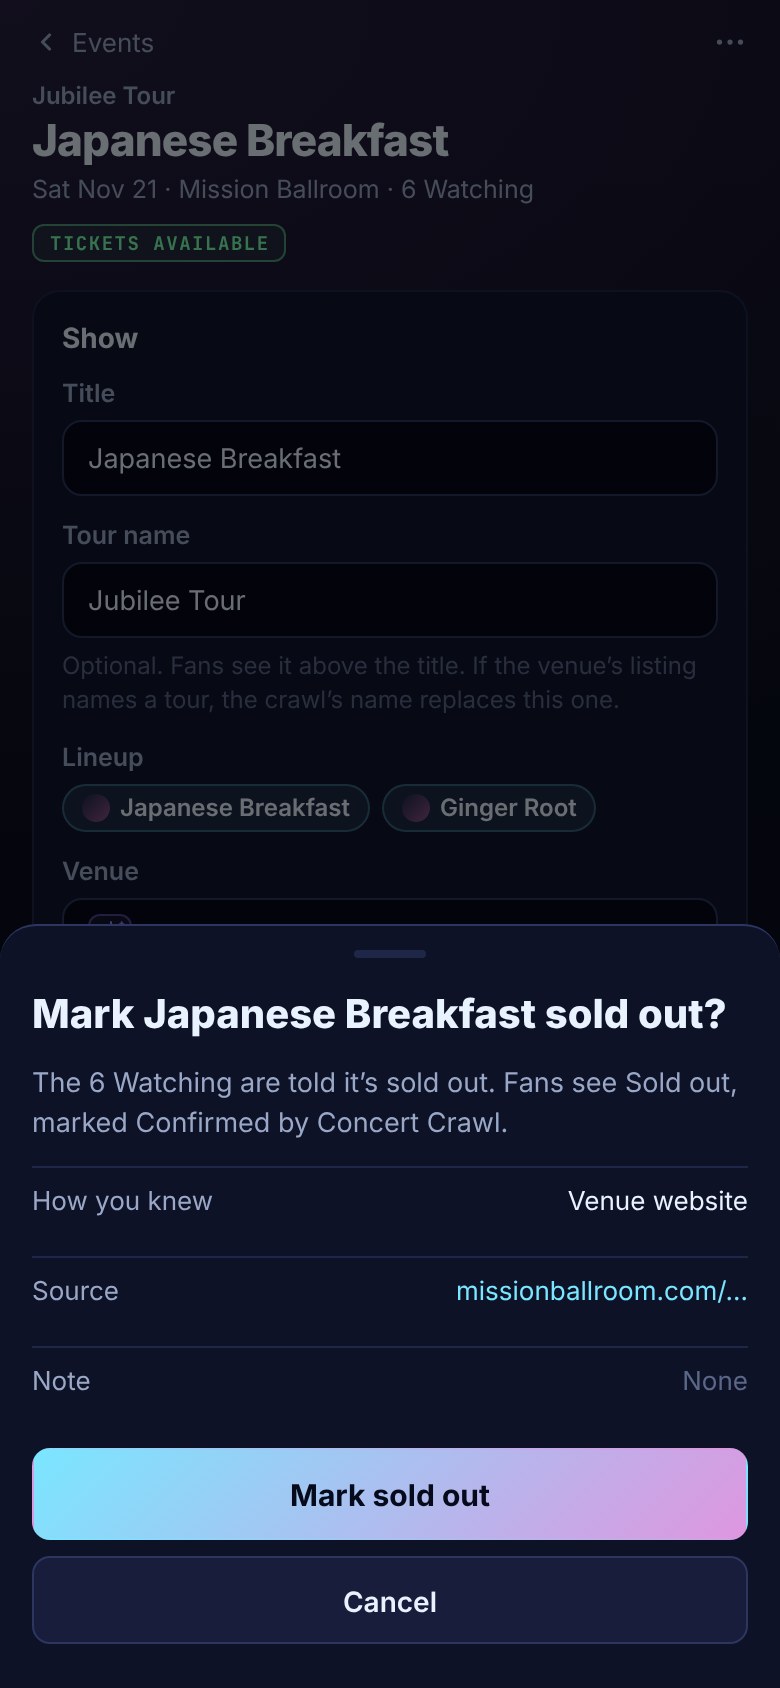 Events
Jubilee Tour
Japanese Breakfast
Sat Nov 21 · Mission Ballroom · 6 Watching
TICKETS AVAILABLE
Show
Title
Japanese Breakfast
Tour name
Jubilee Tour
Optional. Fans see it above the title. If the venue’s listing
names a tour, the crawl’s name replaces this one.
Lineup
Japanese Breakfast Ginger Root
Venue
Mark Japanese Breakfast sold out?
The 6 Watching are told it’s sold out. Fans see Sold out,
marked Confirmed by Concert Crawl.
How you knew Venue website
Source missionballroom.com/…
Note None
Mark sold out
Cancel